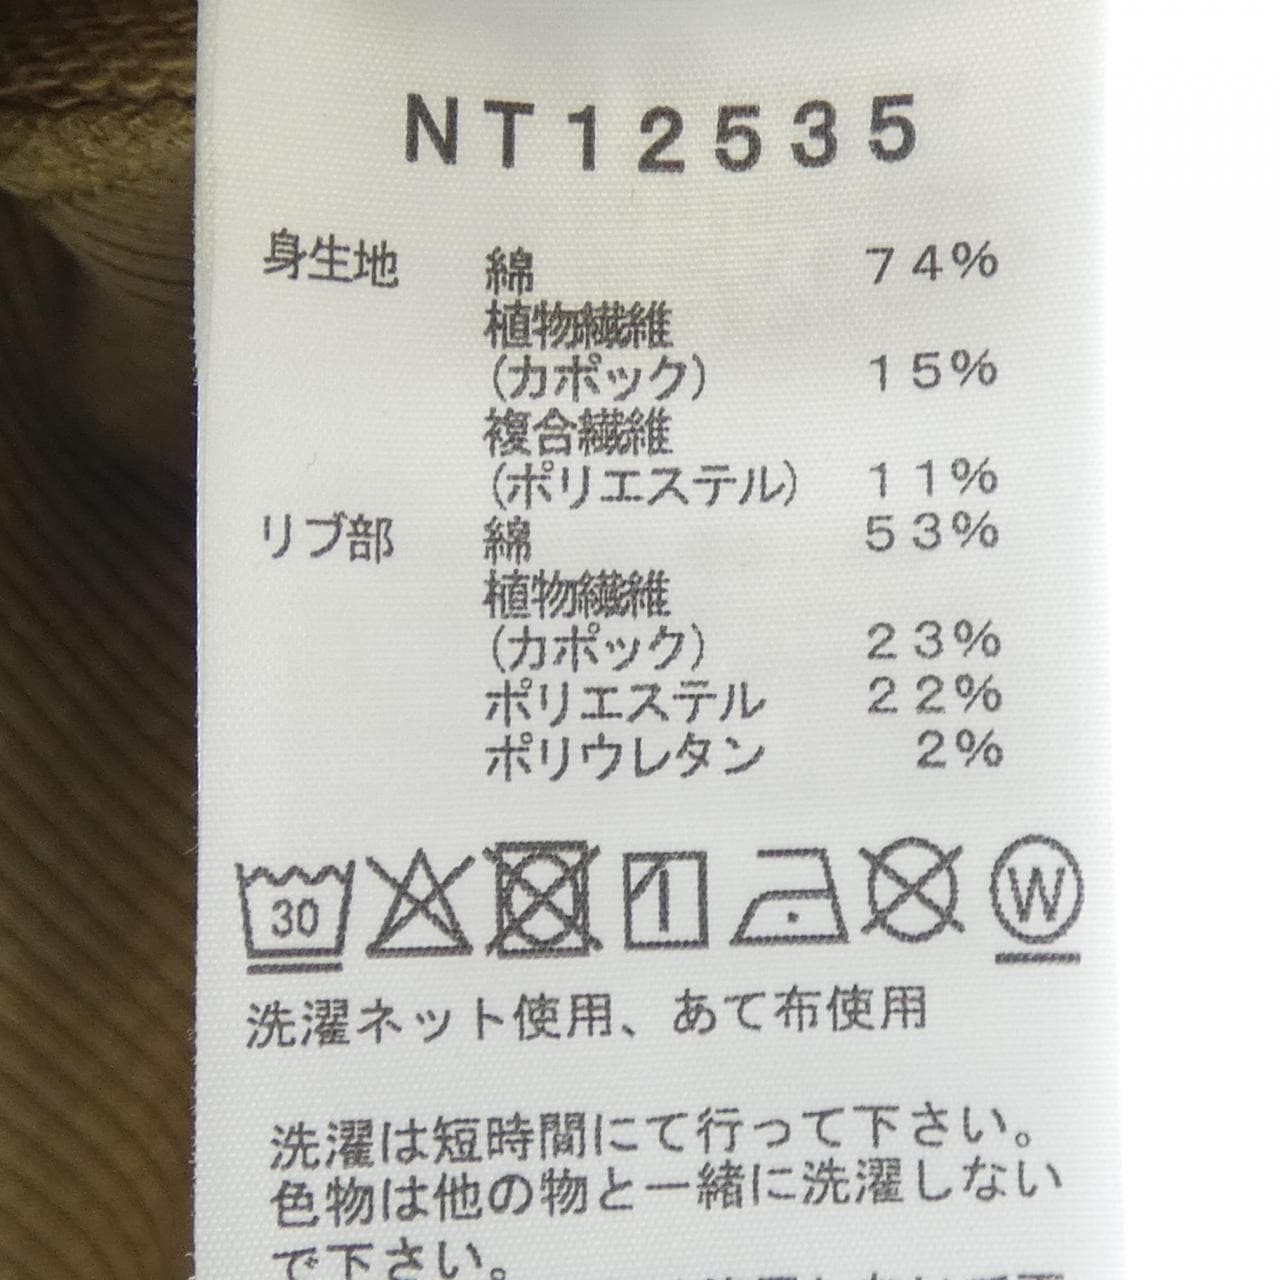 NT12535
身生地 綿 74%
植物繊維
(カポック) 15%
複合繊維
(ポリエステル) 11%
リブ部 綿 53%
植物繊維
(カポック) 23%
ポリエステル 22%
ポリウレタン 2%
30 W
洗濯ネット使用、あて布使用
洗濯は短時間にて行って下さい。
色物は他の物と一緒に洗濯しない
で下さい。